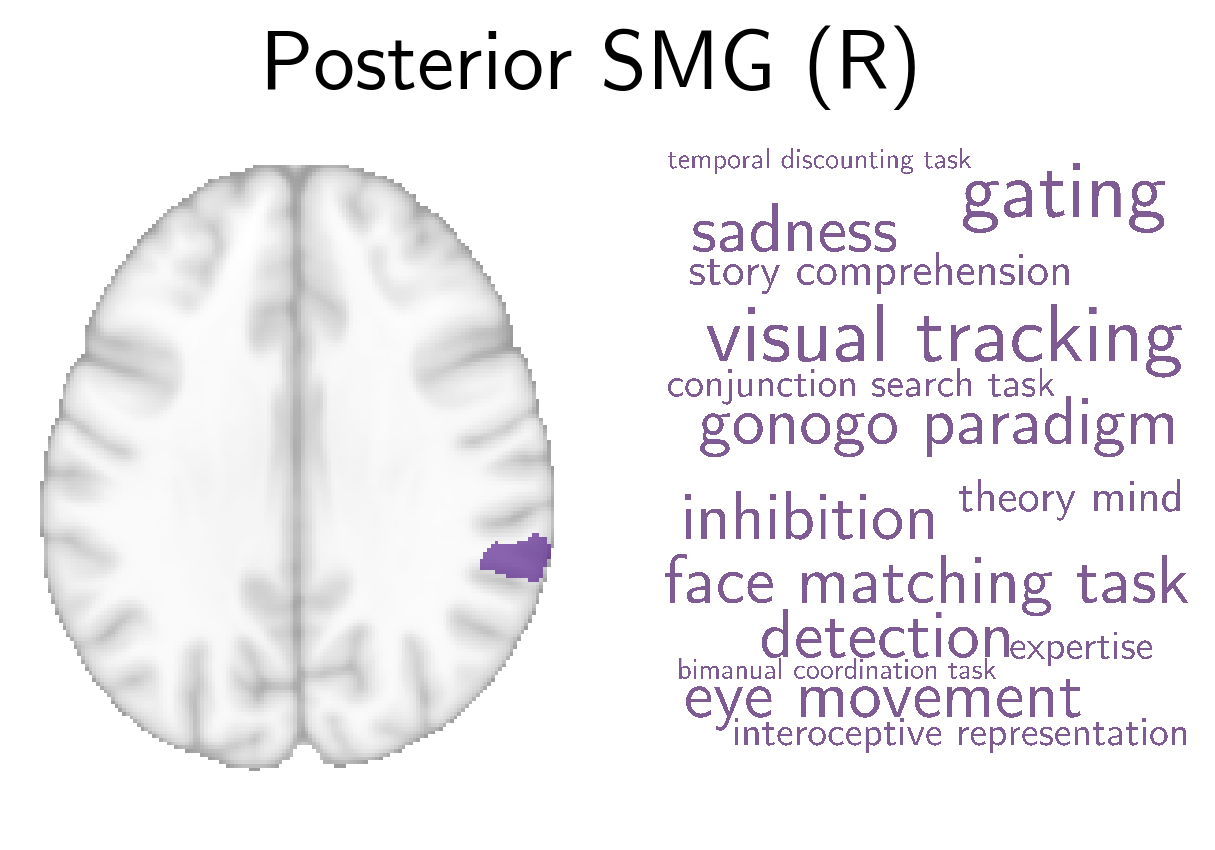 Posterior SMG (R)
temporal discounting task
gating
sadness
story comprehension
visual tracking
conjunction search task
gonogo paradigm
theory mind
inhibition
face matching task
detection
expertise
bimanual coordination task
eye movement
interoceptive representation